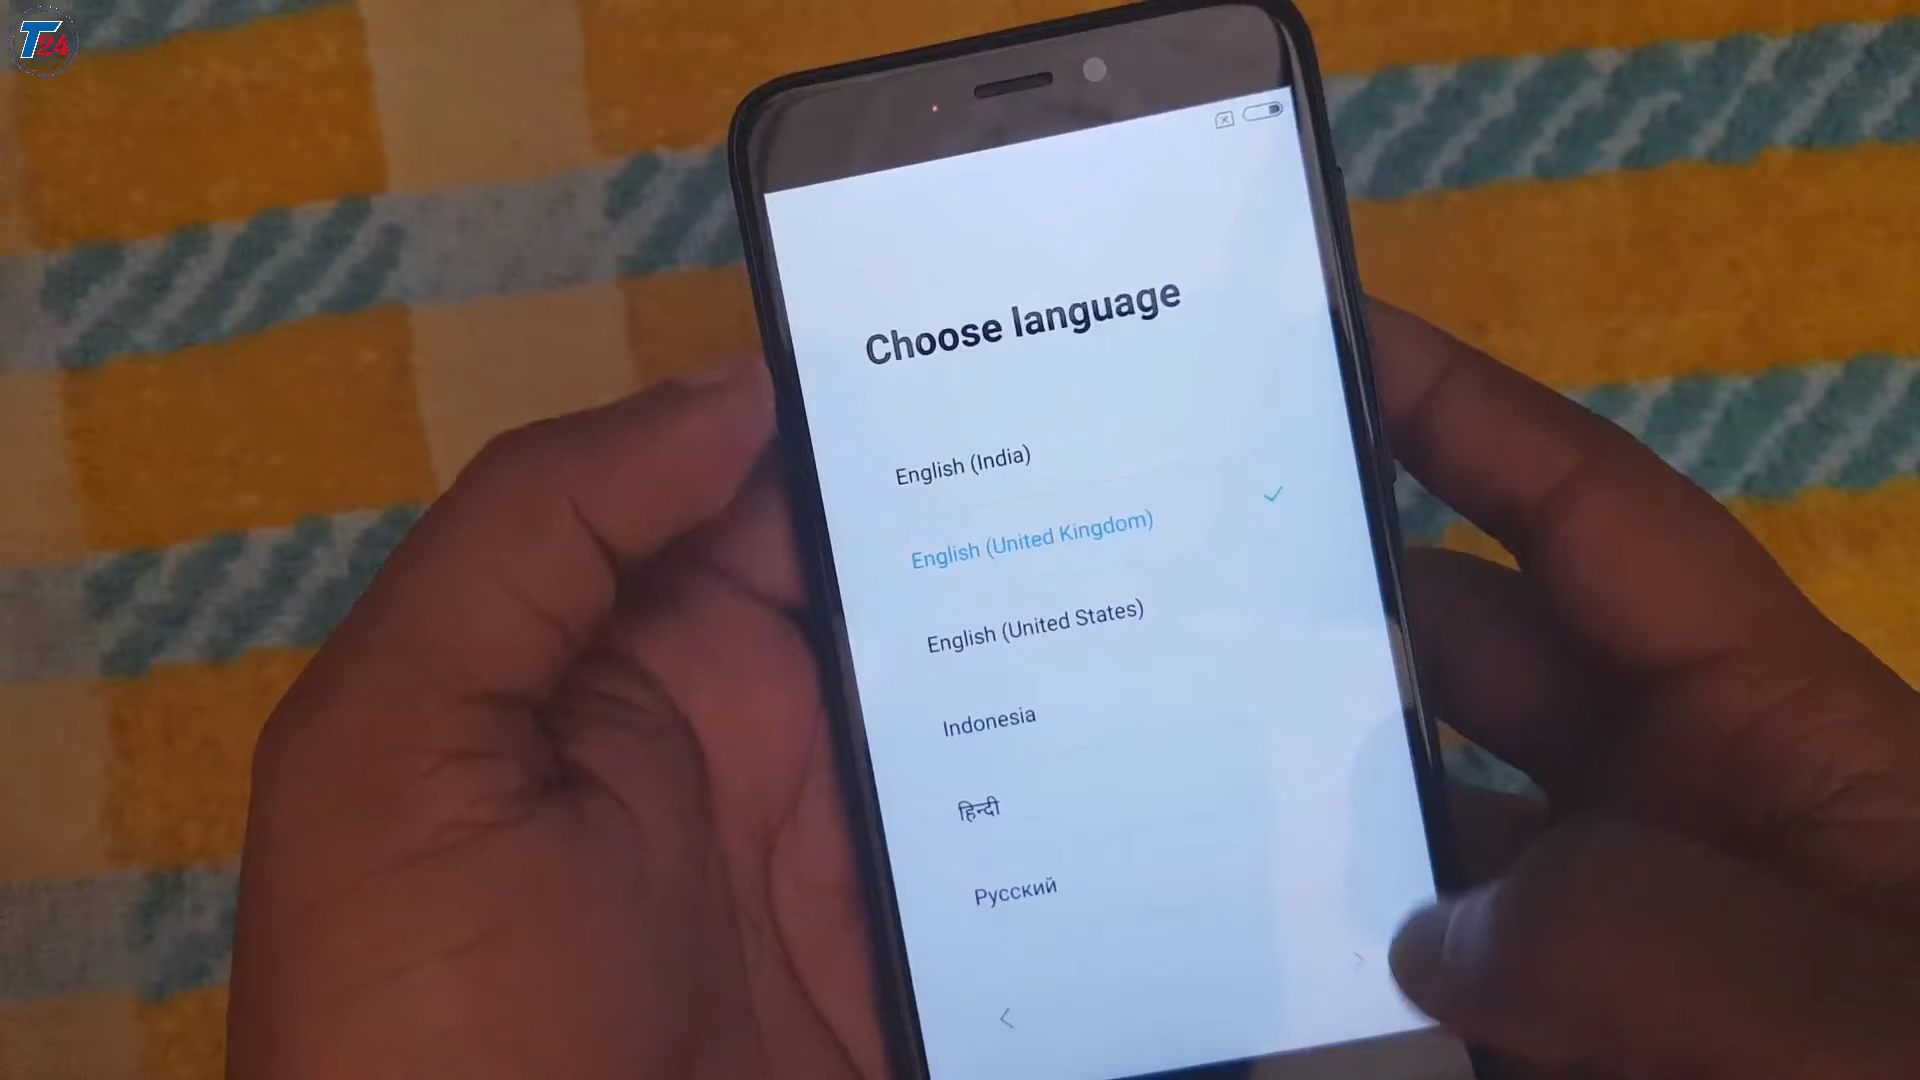 T24
Choose language
English (India)
English (United Kingdom)
English (United States)
Indonesia
हिन्दी
Русский